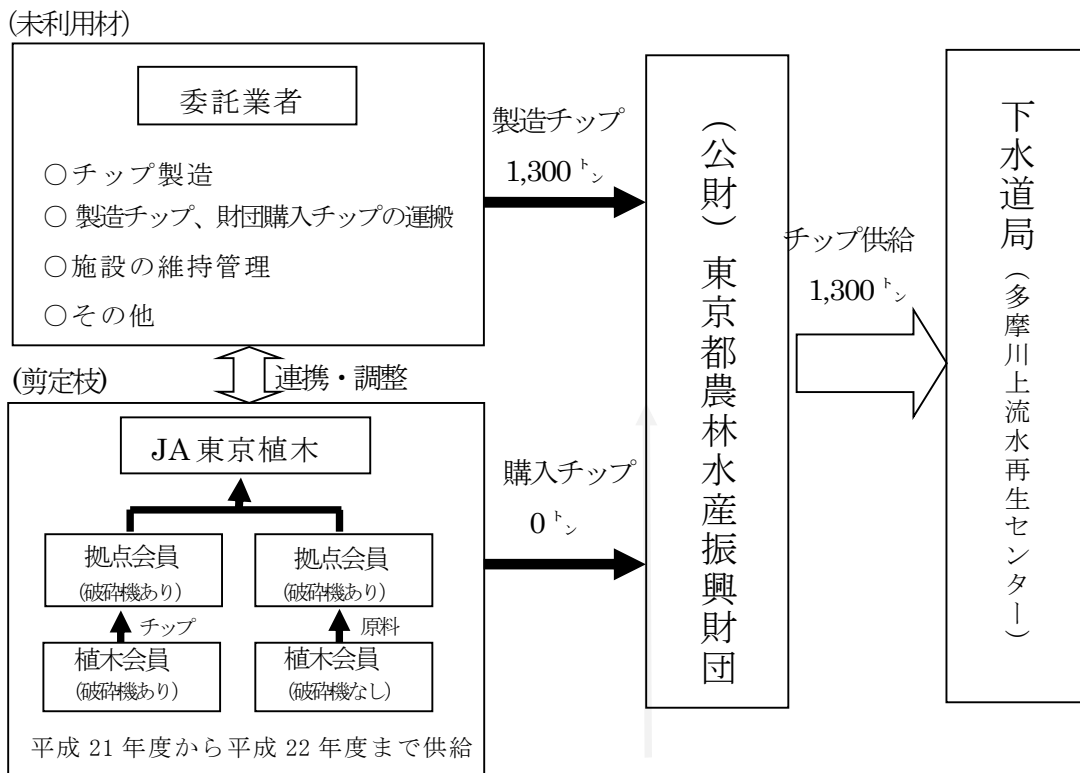 (未利用材)
委託業者
○チップ製造
○製造チップ、財団購入チップの運搬
○施設の維持管理
○その他
製造チップ
1,300 トン
(剪定枝)
連携・調整
JA東京植木
拠点会員
(破砕機あり)
拠点会員
(破砕機あり)
チップ
原料
植木会員
(破砕機あり)
植木会員
(破砕機なし)
平成 21 年度から平成 22 年度まで供給
購入チップ
0 トン
（公財）東京都農林水産振興財団
チップ供給
1,300 トン
下水道局（多摩川上流水再生センター）